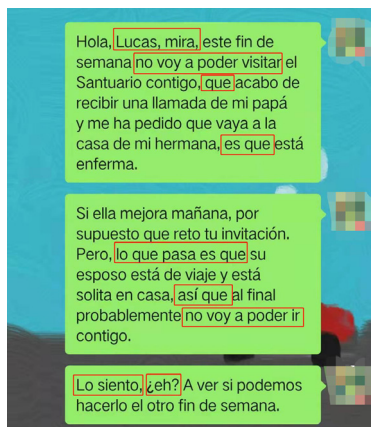 Hola, Lucas, mira, este fin de
semana no voy a poder visitar el
Santuario contigo, que acabo de
recibir una llamada de mi papá
y me ha pedido que vaya a la
casa de mi hermana, es que está
enferma.
Si ella mejora mañana, por
supuesto que reto tu invitación.
Pero, lo que pasa es que su
esposo está de viaje y está
solita en casa, así que al final
probablemente no voy a poder ir
contigo.
Lo siento, ¿eh? A ver si podemos
hacerlo el otro fin de semana.